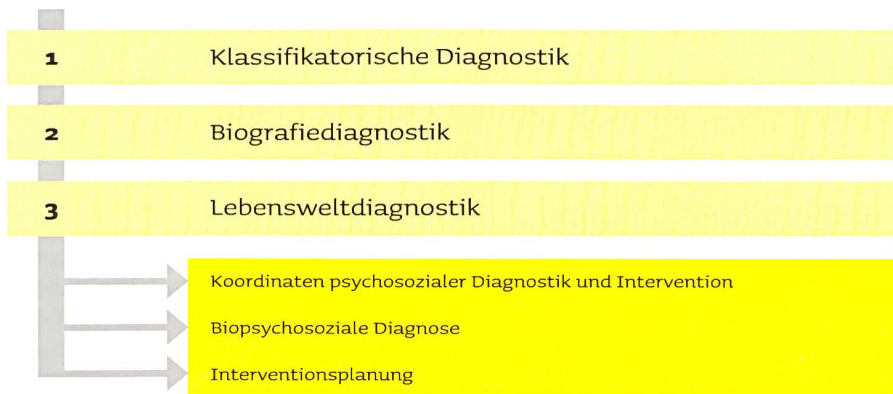 1 Klassifikatorische Diagnostik
2 Biografiediagnostik
3 Lebensweltdiagnostik
Koordinaten psychosozialer Diagnostik und Intervention
Biopsychosoziale Diagnose
Interventionsplanung